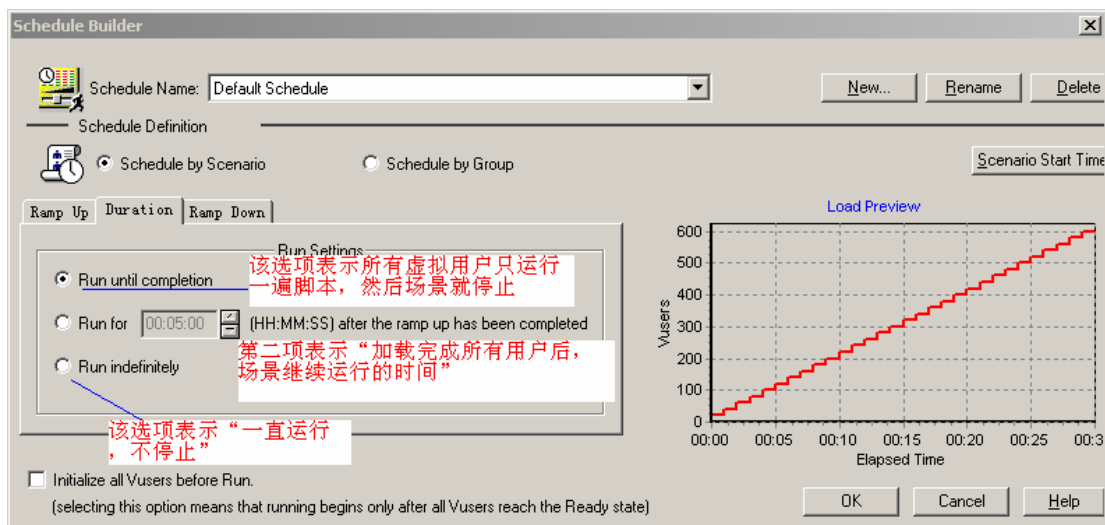 Schedule Builder
Schedule Name: Default Schedule
New... Rename Delete
Schedule Definition
Schedule by Scenario Schedule by Group
Scenario Start Time
Ramp Up Duration Ramp Down
Run Settings
Run until completion
该选项表示所有虚拟用户只运行
一遍脚本，然后场景就停止
Run for 00:05:00 (HH:MM:SS) after the ramp up has been completed
第二项表示“加载完成所有用户后，
场景继续运行的时间”
Run indefinitely
该选项表示“一直运行
，不停止”
Load Preview
Vusers
600
500
400
300
200
100
0
00:00 00:05 00:10 00:15 00:20 00:25 00:3
Elapsed Time
Initialize all Vusers before Run.
(selecting this option means that running begins only after all Vusers reach the Ready state)
OK Cancel Help